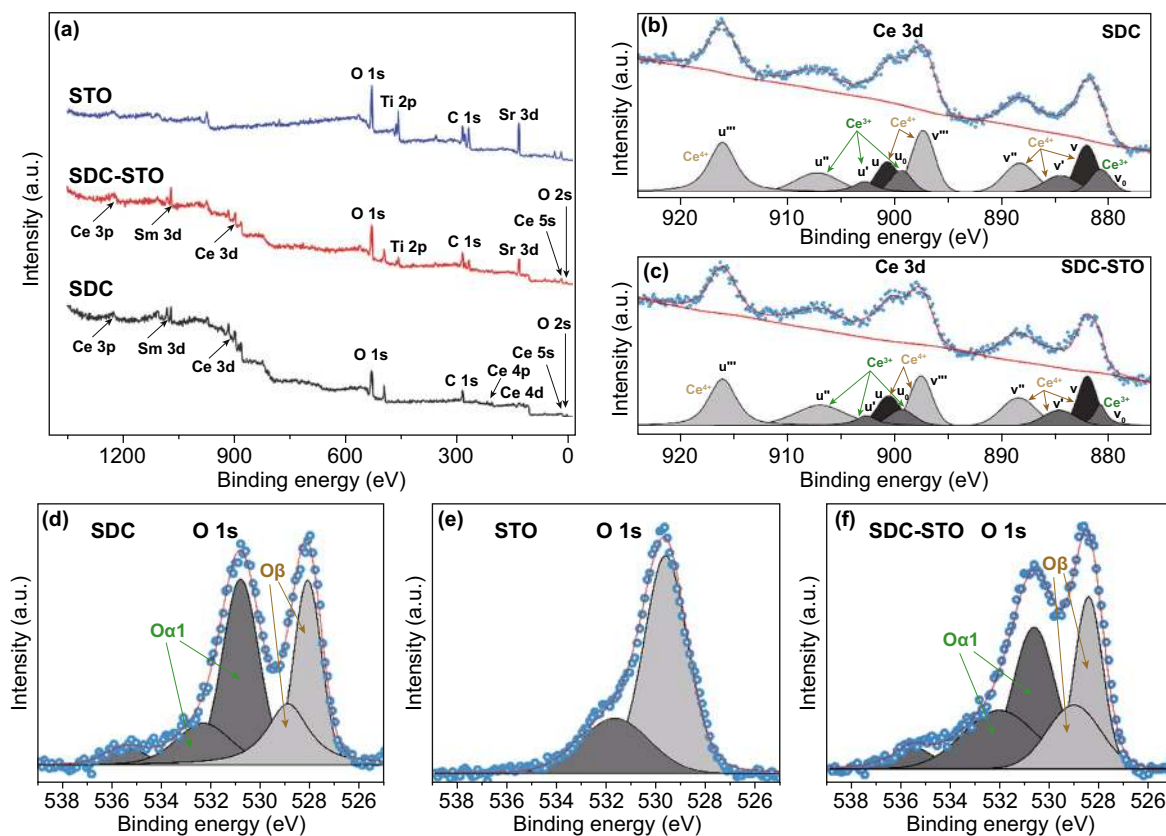 (a)
STO
O 1s
Ti 2p
C 1s
Sr 3d
SDC-STO
Ce 3p
Sm 3d
Ce 3d
O 1s
Ti 2p
C 1s
Sr 3d
O 2s
Ce 5s
SDC
Ce 3p
Sm 3d
Ce 3d
O 1s
C 1s
Ce 4p
Ce 4d
Ce 5s
O 2s
Intensity (a.u.)
1200 900 600 300 0
Binding energy (eV)
(b) Ce 3d SDC
Ce⁴⁺ u''' u'' Ce³⁺ u' u u₀ Ce⁴⁺ v''' v'' Ce⁴⁺ v' v Ce³⁺ v₀
Intensity (a.u.)
920 910 900 890 880
Binding energy (eV)
(c) Ce 3d SDC-STO
Ce⁴⁺ u''' u'' Ce³⁺ u' u u₀ Ce⁴⁺ v''' v'' Ce⁴⁺ v' v Ce³⁺ v₀
Intensity (a.u.)
920 910 900 890 880
Binding energy (eV)
(d) SDC O 1s
Oβ
Oα1
Intensity (a.u.)
538 536 534 532 530 528 526
Binding energy (eV)
(e) STO O 1s
Intensity (a.u.)
538 536 534 532 530 528 526
Binding energy (eV)
(f) SDC-STO O 1s
Oβ
Oα1
Intensity (a.u.)
538 536 534 532 530 528 526
Binding energy (eV)